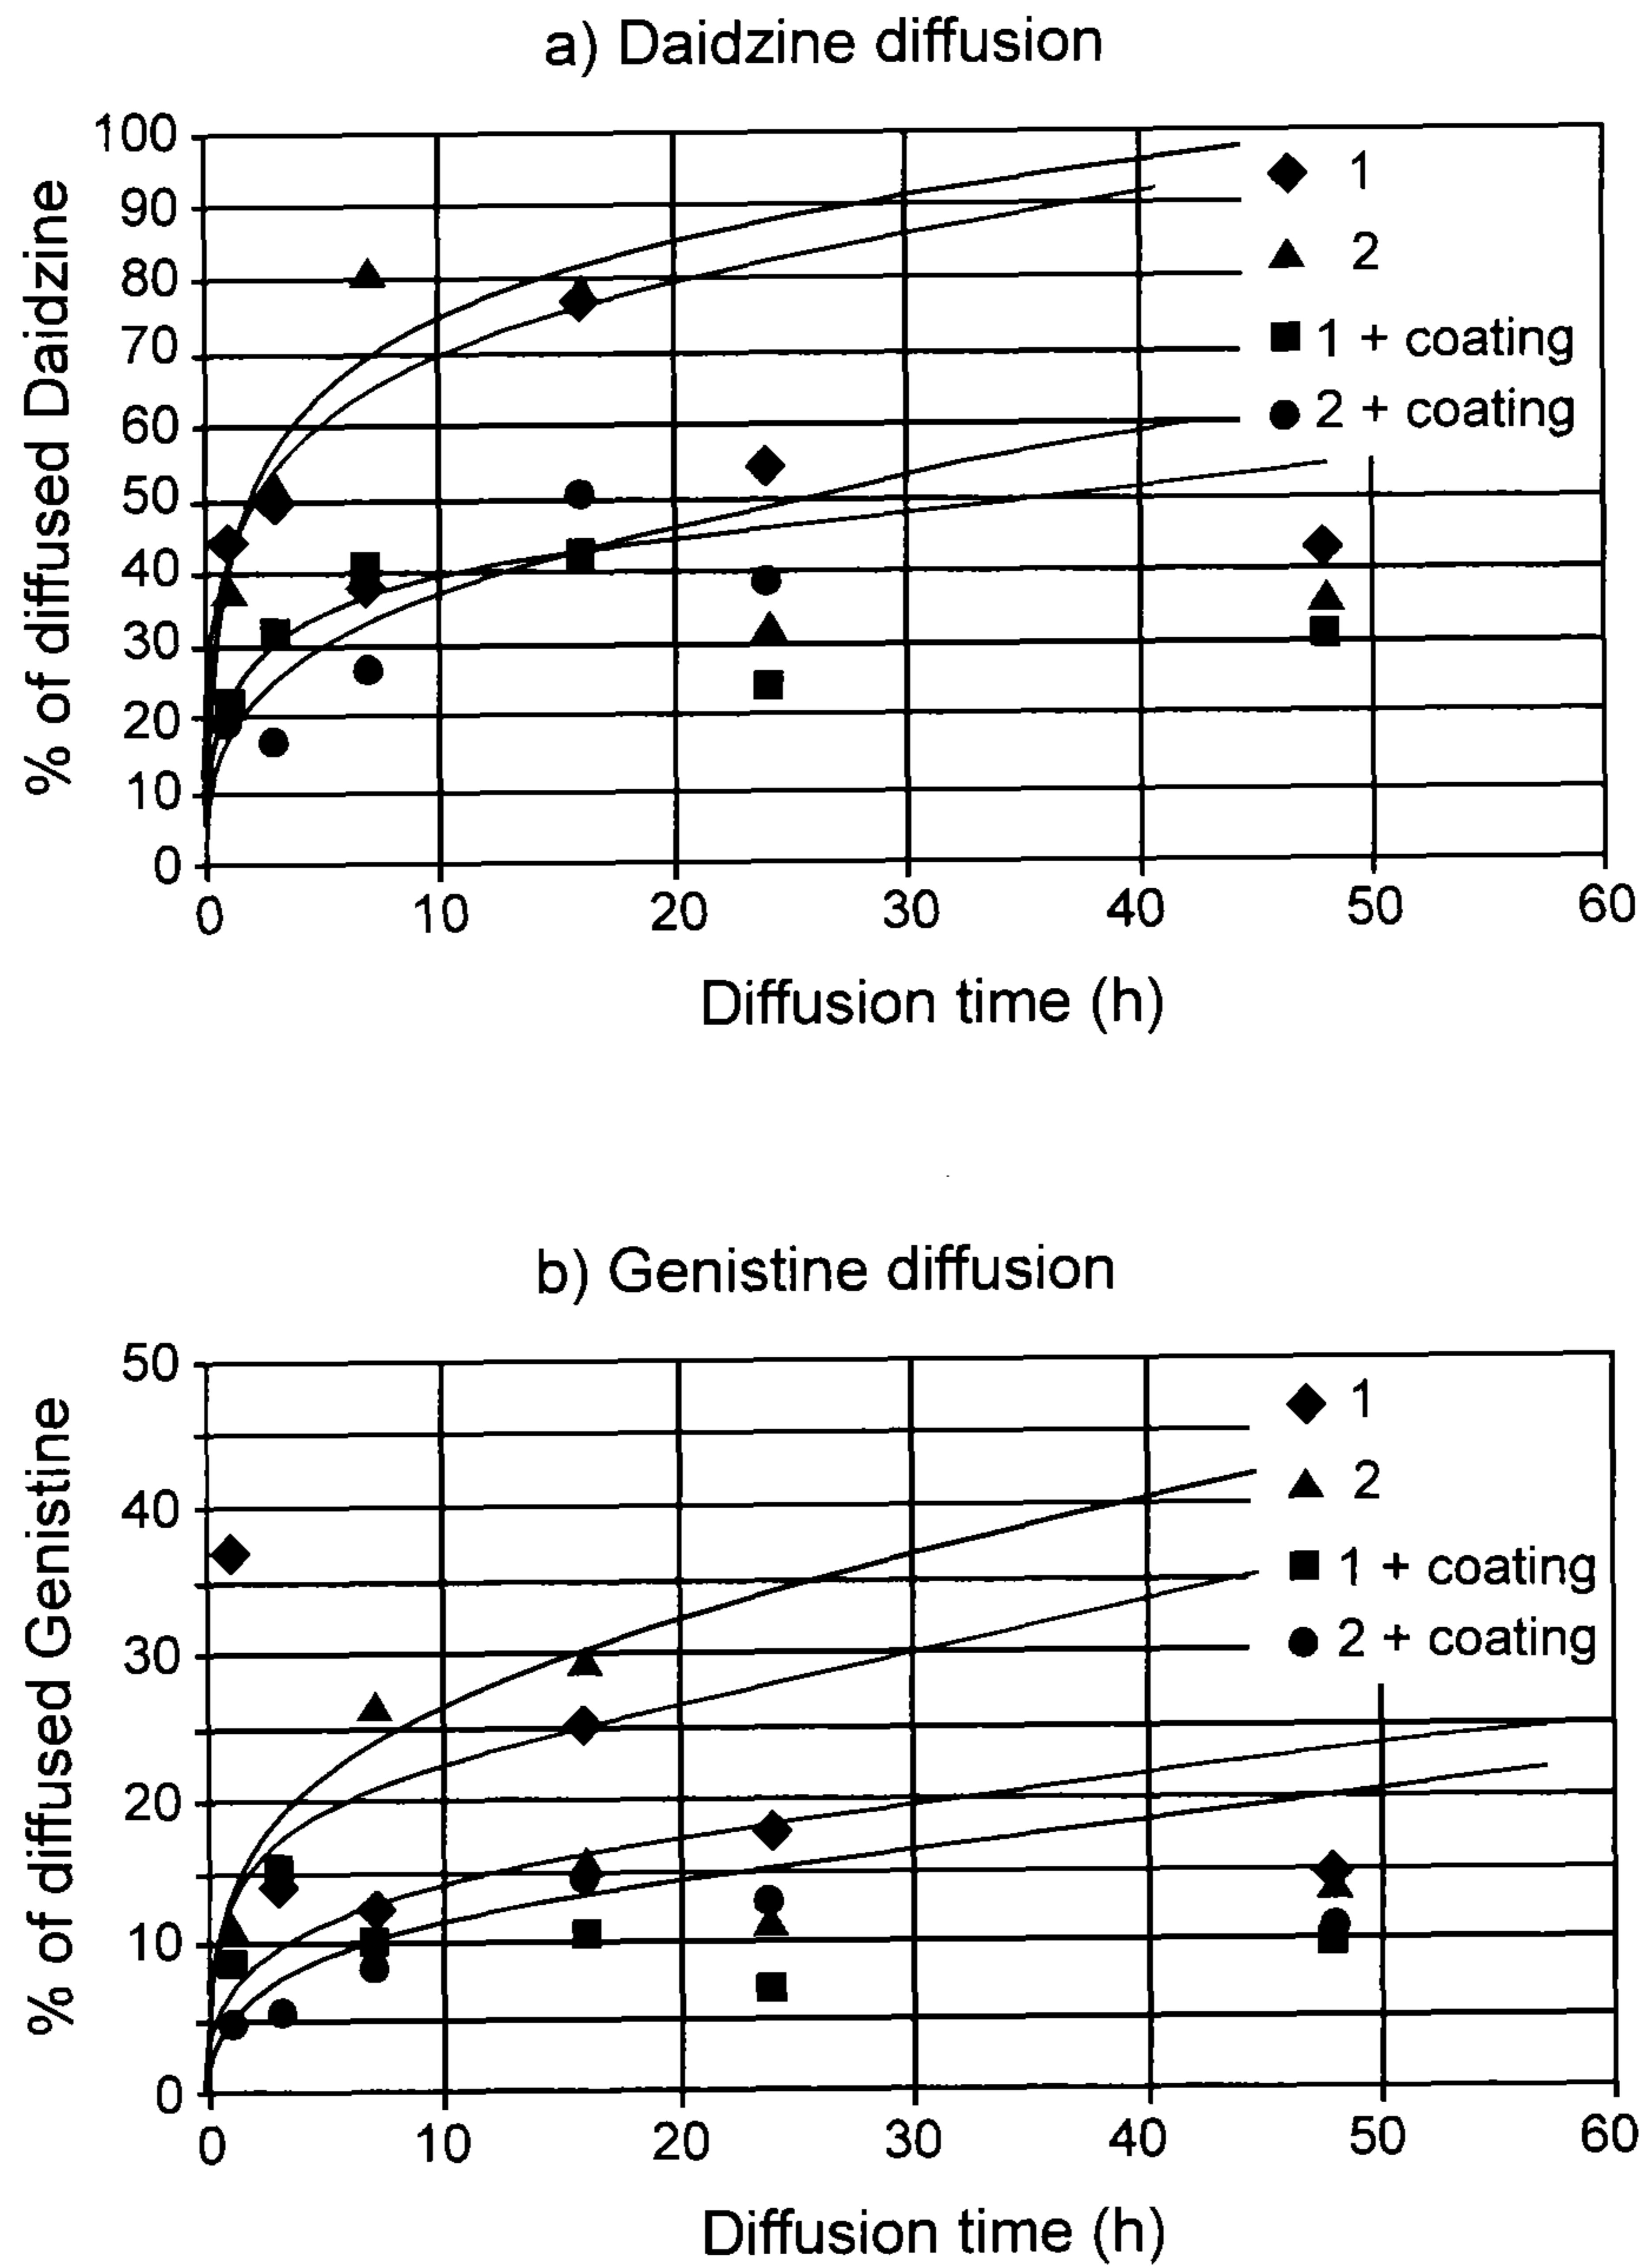 a) Daidzine diffusion
% of diffused Daidzine
100
90
80
70
60
50
40
30
20
10
0
0 10 20 30 40 50 60
Diffusion time (h)
1
2
1 + coating
2 + coating
b) Genistine diffusion
% of diffused Genistine
50
40
30
20
10
0
0 10 20 30 40 50 60
Diffusion time (h)
1
2
1 + coating
2 + coating